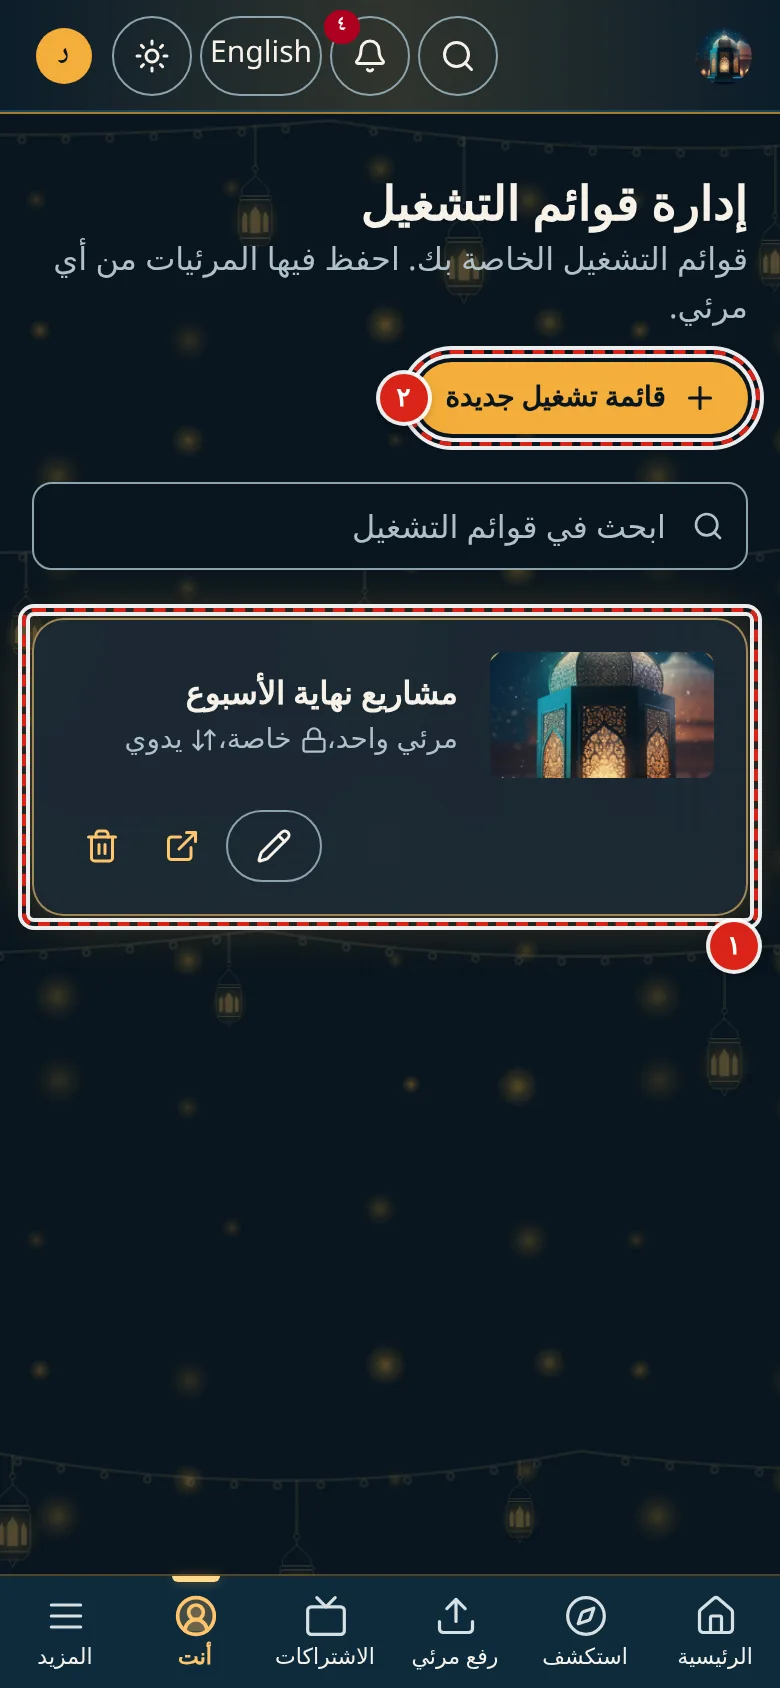 English
٤
ر
إدارة قوائم التشغيل
قوائم التشغيل الخاصة بك. احفظ فيها المرئيات من أي
مرئي.
قائمة تشغيل جديدة
٢
ابحث في قوائم التشغيل
مشاريع نهاية الأسبوع
مرئي واحد، خاصة، يدوي
١
الرئيسية
استكشف
رفع مرئي
الاشتراكات
أنت
المزيد